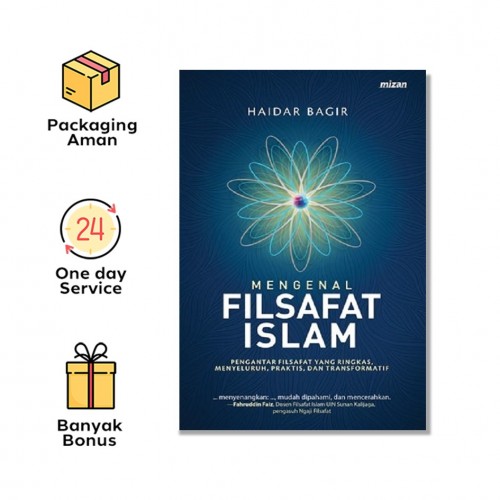 Packaging
Aman
24
One day
Service
Banyak
Bonus
mizan
HAIDAR BAGIR
MENGENAL
FILSAFAT
ISLAM
PENGANTAR FILSAFAT YANG RINGKAS,
MENYELURUH, PRAKTIS, DAN TRANSFORMATIF
... menyenangkan: ..., mudah dipahami, dan mencerahkan.
—Fahruddin Faiz, Dosen Filsafat Islam UIN Sunan Kalijaga,
pengasuh Ngaji Filsafat